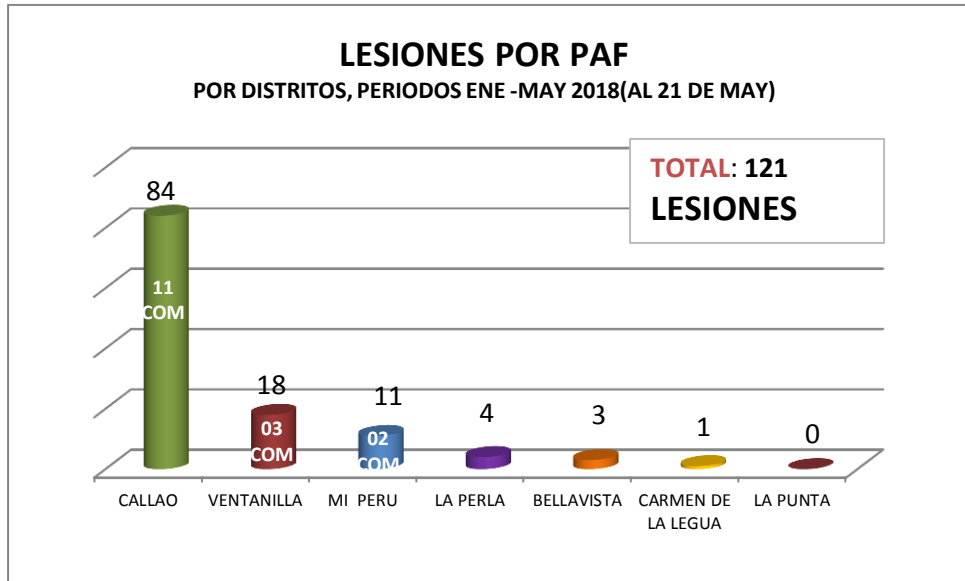 LESIONES POR PAF
POR DISTRITOS, PERIODOS ENE -MAY 2018(AL 21 DE MAY)
TOTAL: 121
LESIONES
84
11
COM
18
03
COM
11
02
COM
4
3
1
0
CALLAO
VENTANILLA
MI PERU
LA PERLA
BELLAVISTA
CARMEN DE
LA LEGUA
LA PUNTA